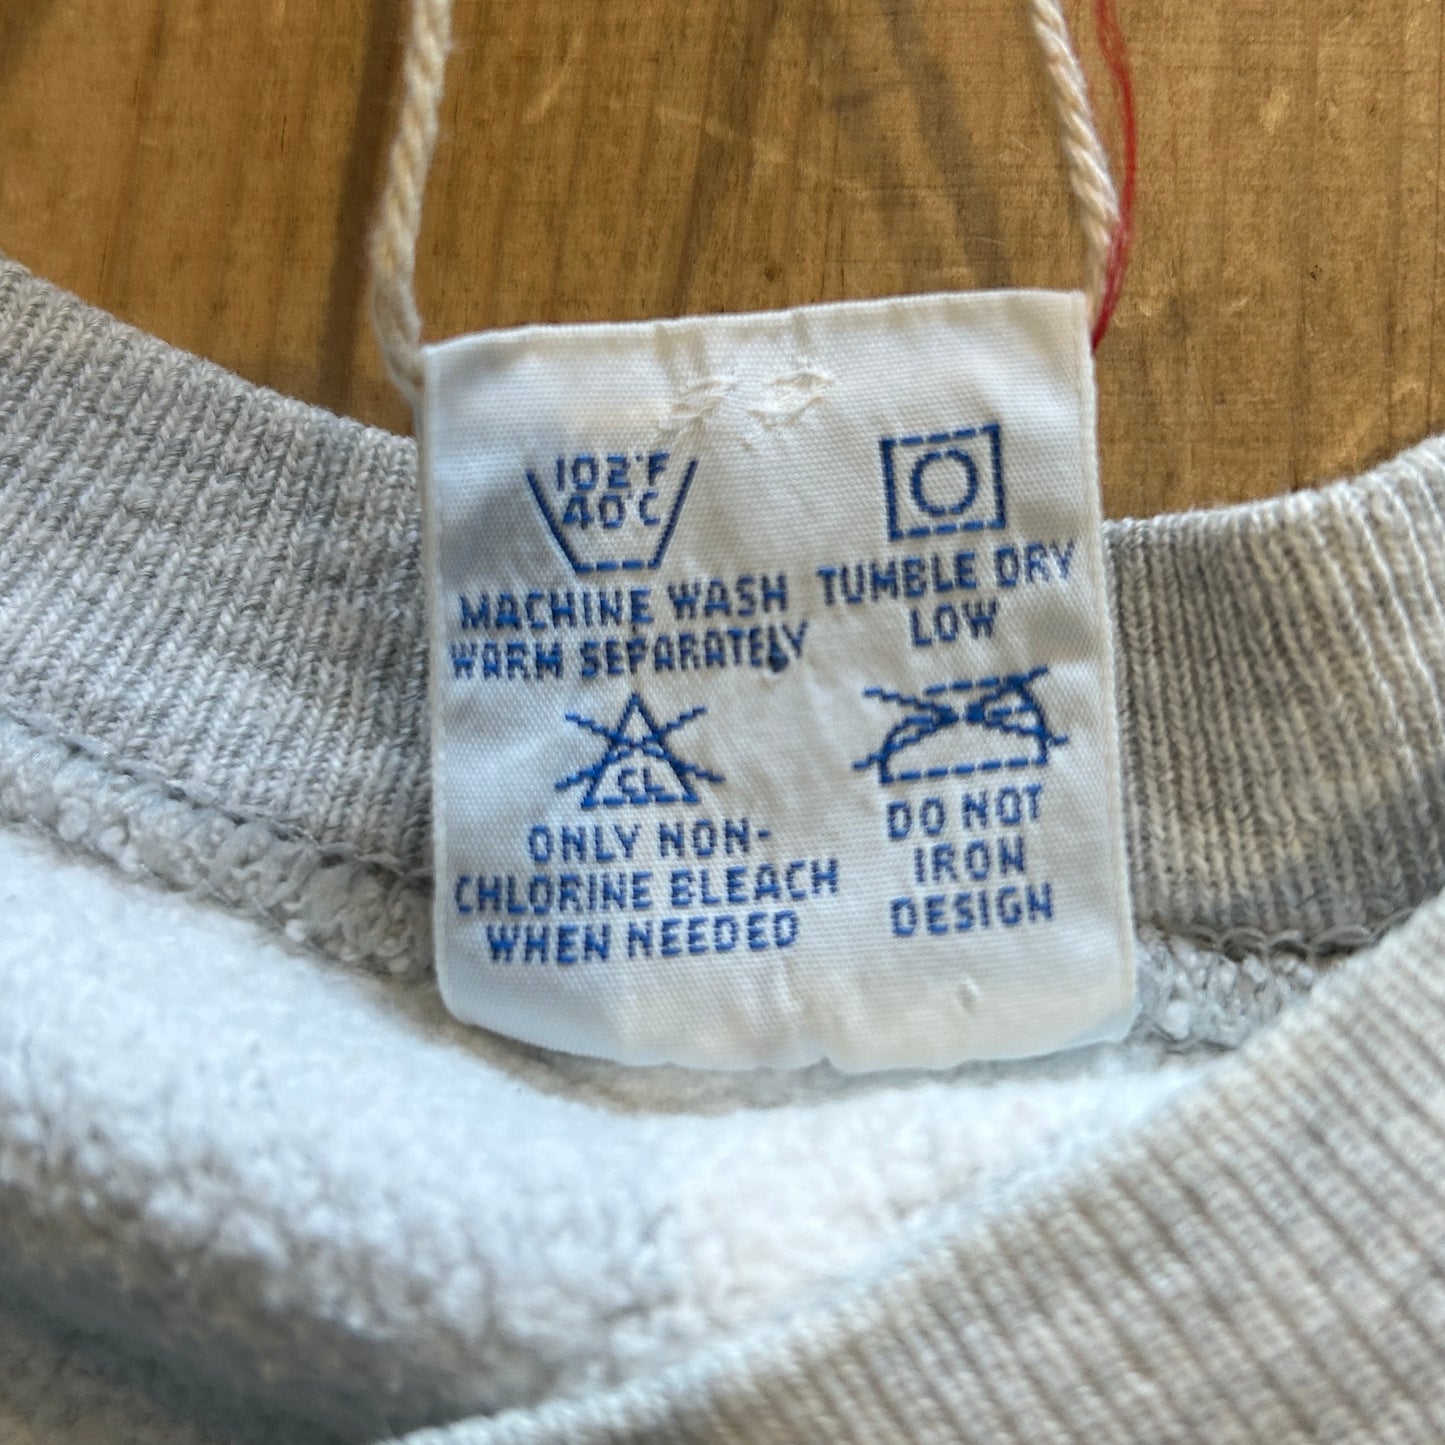 102°F
40°C
MACHINE WASH
WARM SEPARATELY
TUMBLE DRY
LOW
CL
ONLY NON-
CHLORINE BLEACH
WHEN NEEDED
DO NOT
IRON
DESIGN